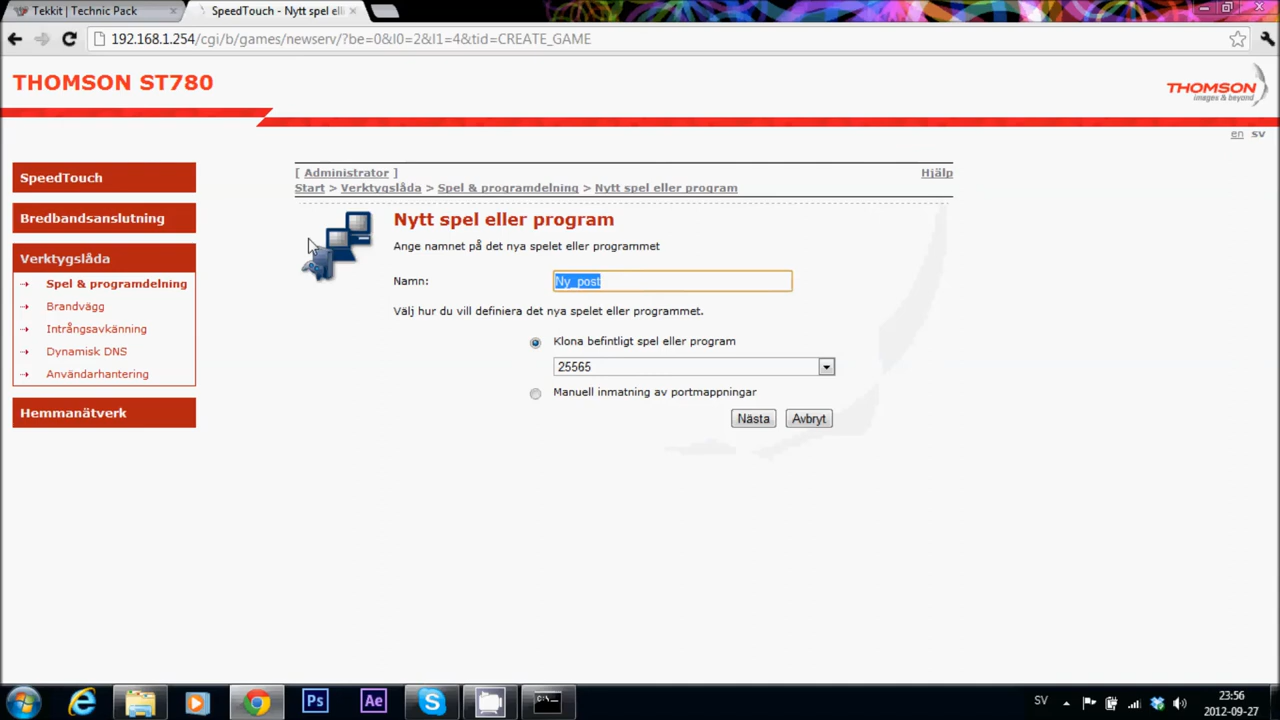 Tekkit | Technic Pack
SpeedTouch - Nytt spel ell
192.168.1.254/cgi/b/games/newserv/?be=0&l0=2&l1=4&tid=CREATE_GAME
THOMSON ST780
THOMSON
images & beyond
en sv
SpeedTouch
Bredbandsanslutning
Verktygslåda
Spel & programdelning
Brandvägg
Intrångsavkänning
Dynamisk DNS
Användarhantering
Hemmanätverk
[ Administrator ]
Hjälp
Start > Verktygslåda > Spel & programdelning > Nytt spel eller program
Nytt spel eller program
Ange namnet på det nya spelet eller programmet
Namn: Ny_post
Välj hur du vill definiera det nya spelet eller programmet.
Klona befintligt spel eller program
25565
Manuell inmatning av portmappningar
Nästa Avbryt
Ps
Ae
C:\_
SV
23:56
2012-09-27